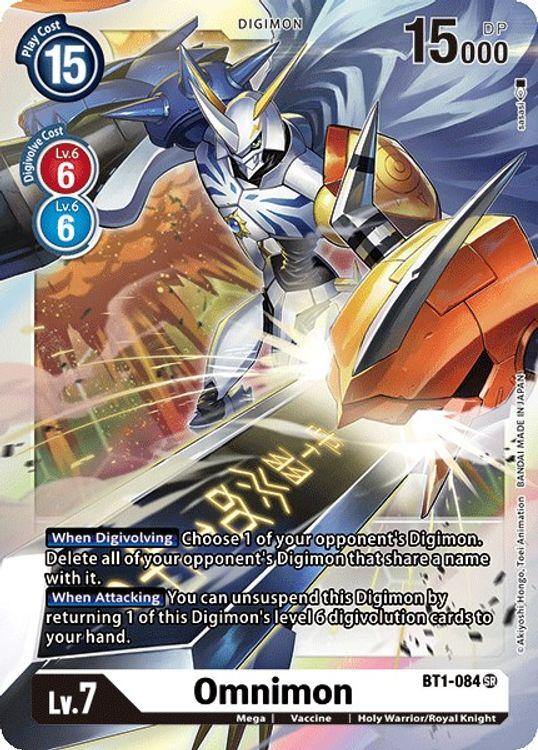 DIGIMON
Play Cost
15
15000
DP
Digivolve Cost
Lv.6
6
Lv.6
6
sasasi
©Akiyoshi Hongo, Toei Animation BANDAI MADE IN JAPAN
When Digivolving Choose 1 of your opponent's Digimon.
Delete all of your opponent's Digimon that share a name
with it.
When Attacking You can unsuspend this Digimon by
returning 1 of this Digimon's level 6 digivolution cards to
your hand.
Lv.7
Omnimon
BT1-084 SR
Mega | Vaccine | Holy Warrior/Royal Knight